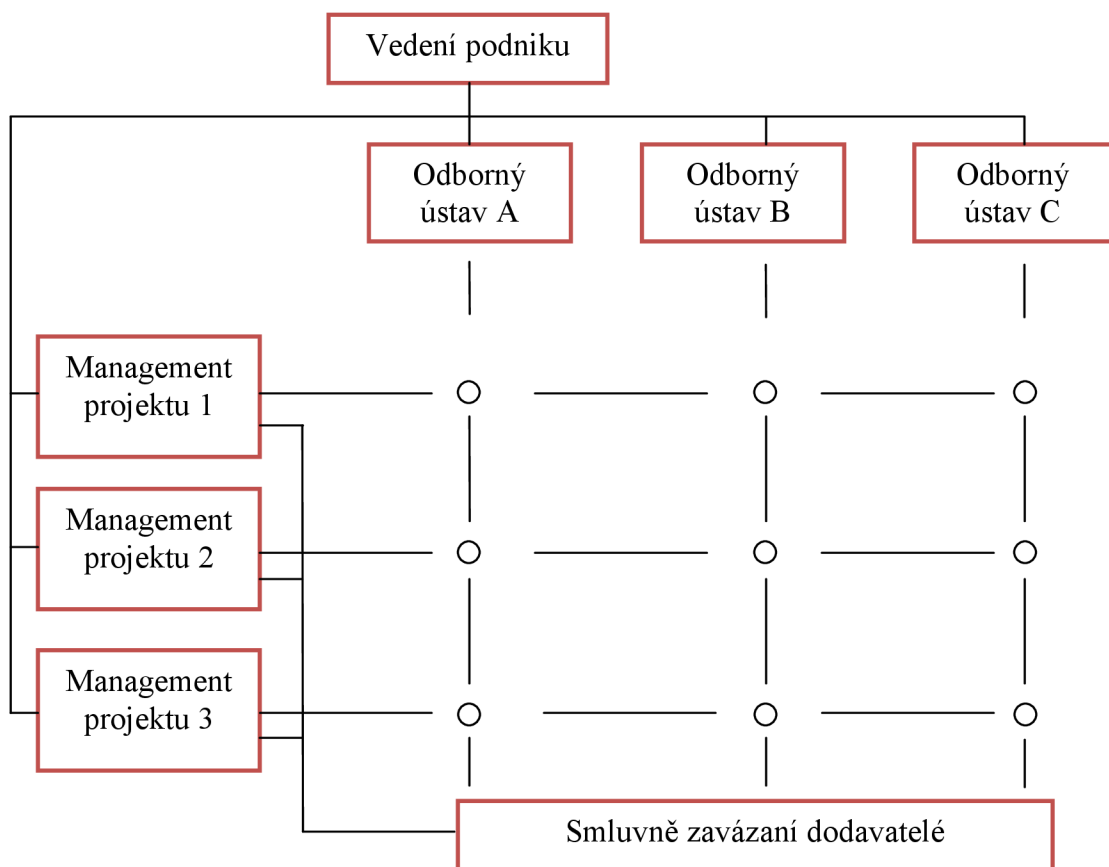 Vedení podniku
Odborný
ústav A
Odborný
ústav B
Odborný
ústav C
Management
projektu 1
Management
projektu 2
Management
projektu 3
Smluvně zavázaní dodavatelé